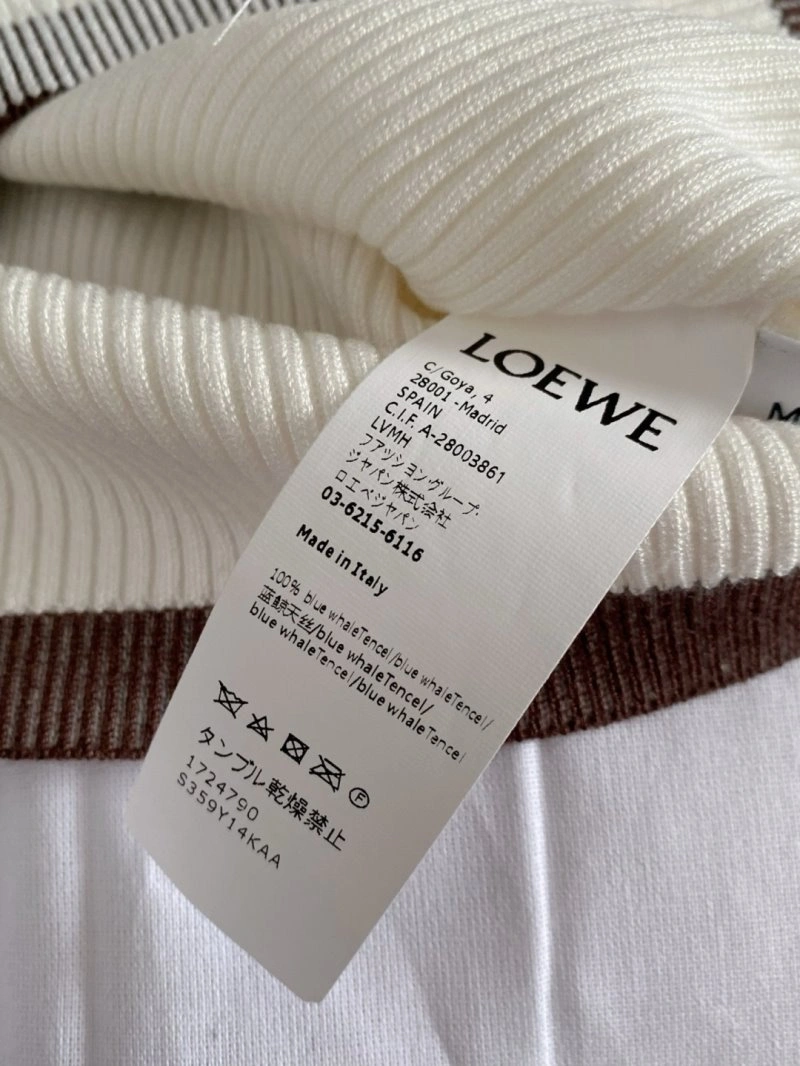 LOEWE
C/Goya, 4
28001 -Madrid
SPAIN
C.I.F. A-28003861
LVMH
ファッショングループ・
ジャパン株式会社
ロエベジャパン
03-6215-6116
Made in Italy
100% blue whaleTencel/blue whaleTencel/
蓝鲸天丝/blue whaleTencel/
blue whaleTencel/blue whaleTencel
F
タンブル乾燥禁止
1724790
S359Y14KAA
M